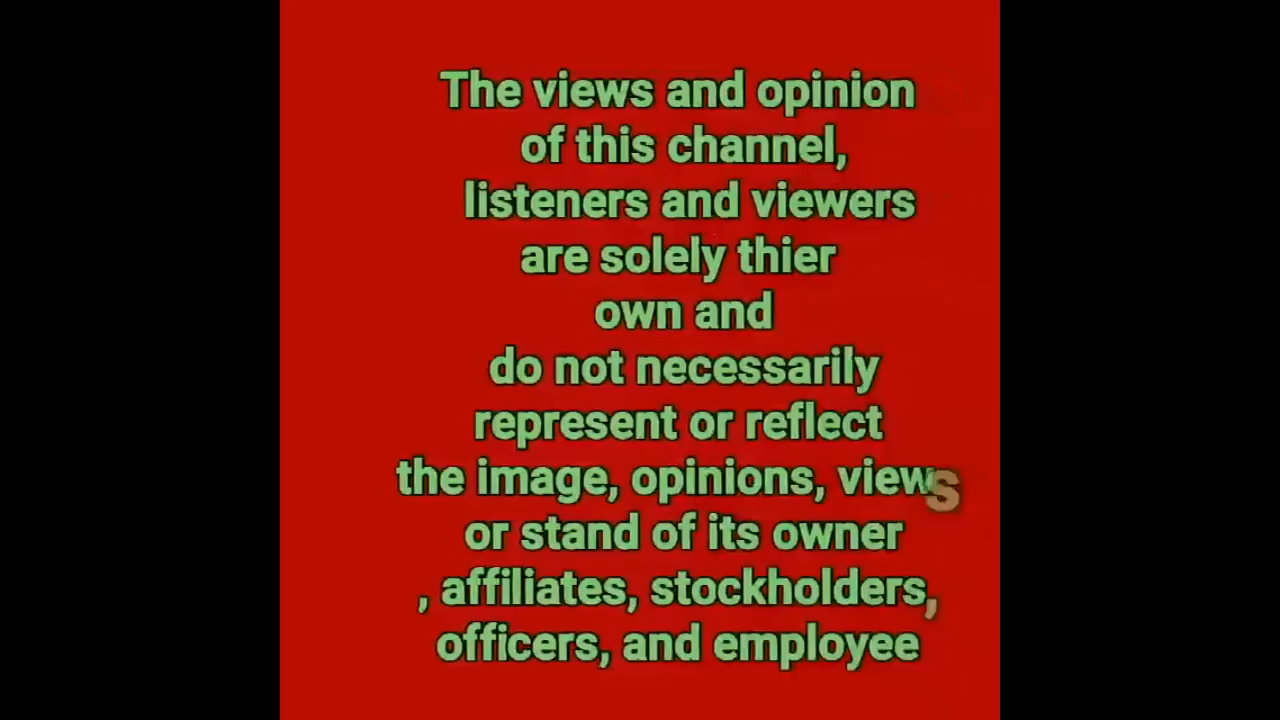 The views and opinion
of this channel,
listeners and viewers
are solely thier
own and
do not necessarily
represent or reflect
the image, opinions, views
or stand of its owner
, affiliates, stockholders,
officers, and employee